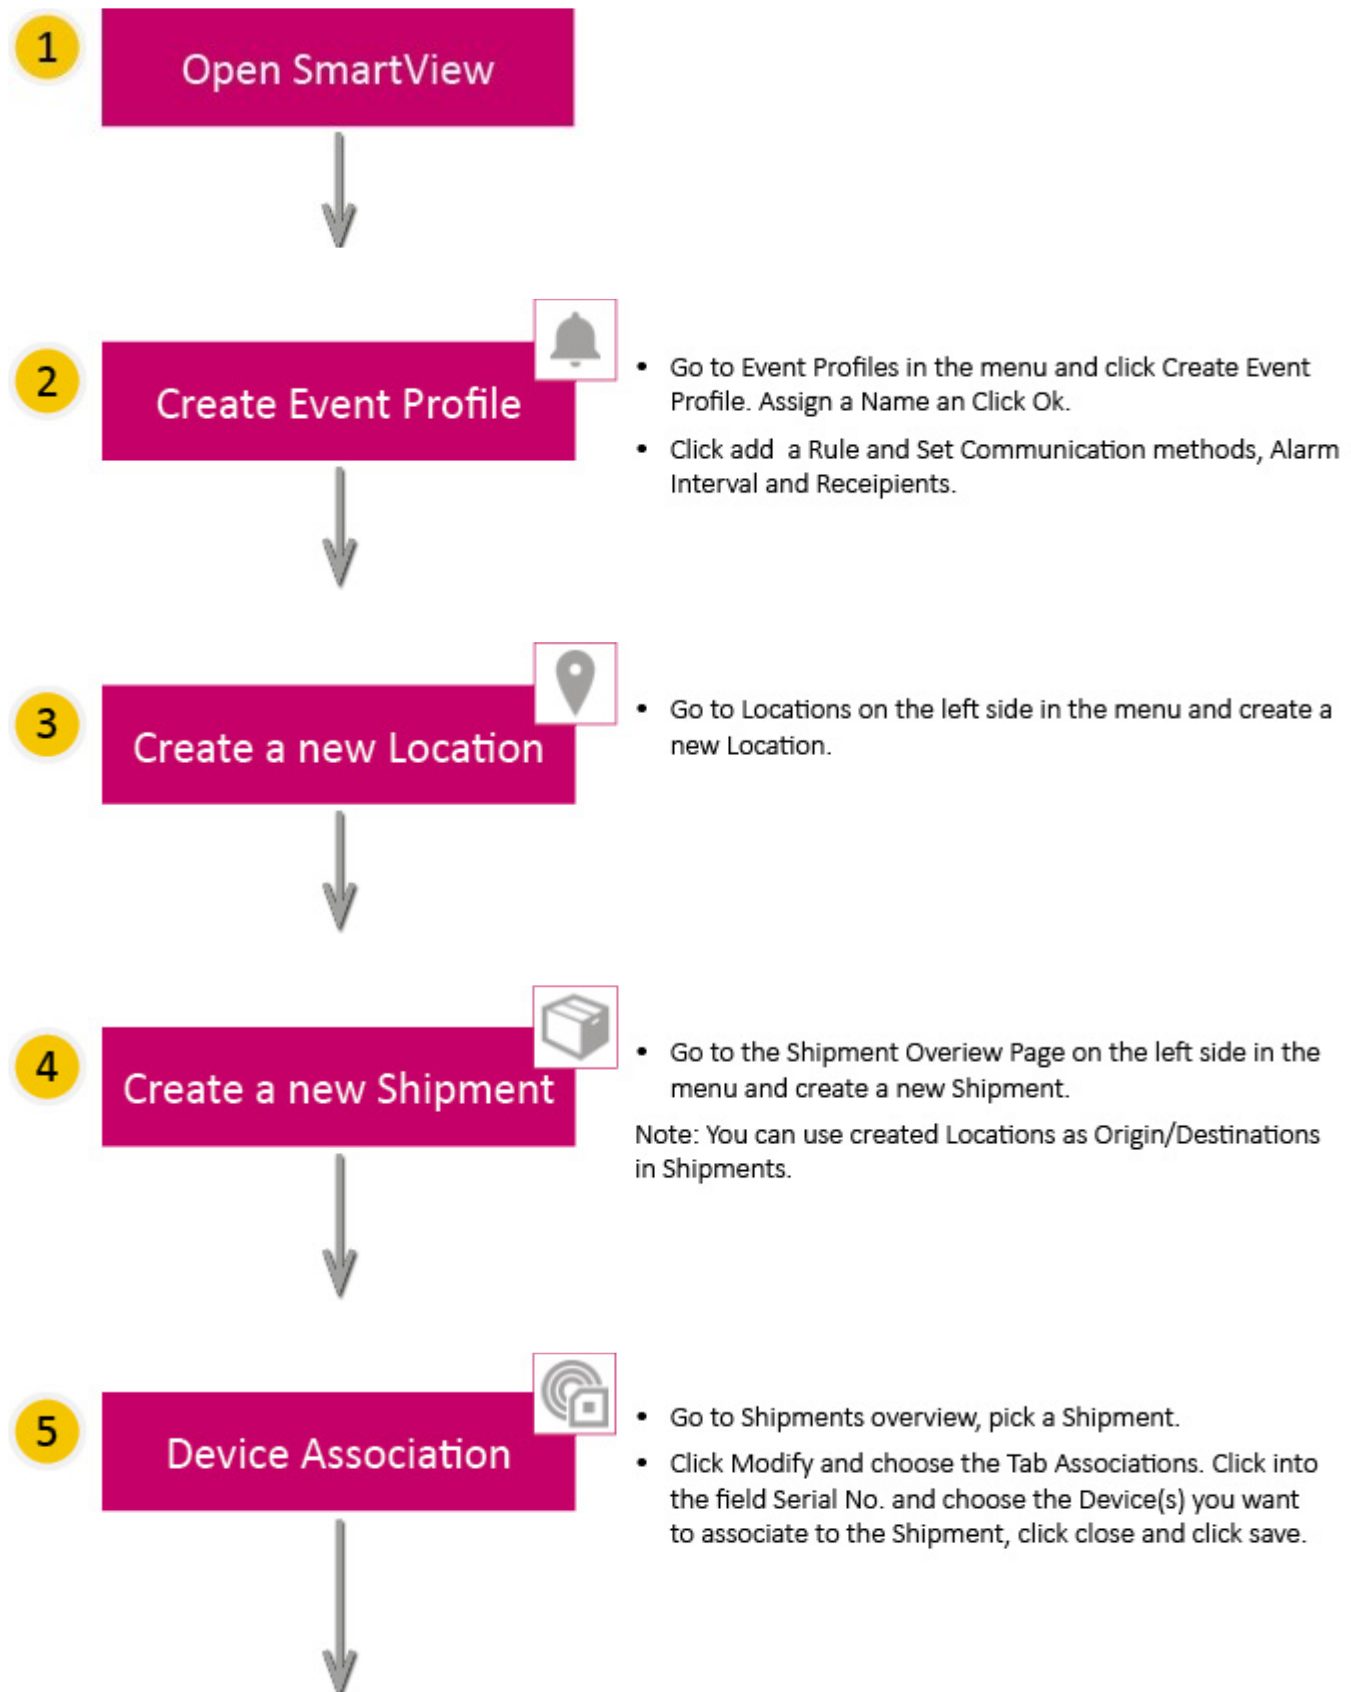 1
Open SmartView
2
Create Event Profile
• Go to Event Profiles in the menu and click Create Event
Profile. Assign a Name an Click Ok.
• Click add  a Rule and Set Communication methods, Alarm
Interval and Receipients.
3
Create a new Location
• Go to Locations on the left side in the menu and create a
new Location.
4
Create a new Shipment
• Go to the Shipment Overiew Page on the left side in the
menu and create a new Shipment.
Note: You can use created Locations as Origin/Destinations
in Shipments.
5
Device Association
• Go to Shipments overview, pick a Shipment.
• Click Modify and choose the Tab Associations. Click into
the field Serial No. and choose the Device(s) you want
to associate to the Shipment, click close and click save.